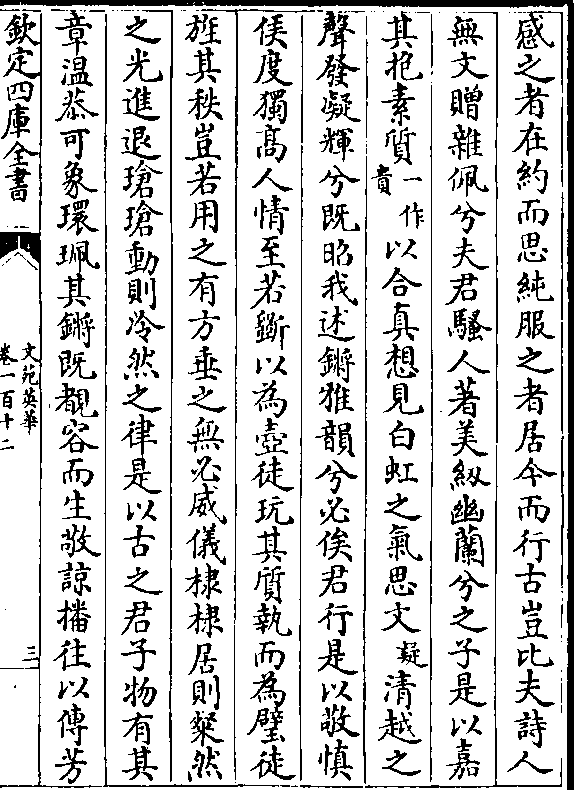 感之者在約而思純服之者居今而行古豈比夫詩人
無文贈雜佩兮夫君騷人著美紉幽蘭兮之子是以嘉
其抱素質一作賁以合真想見白虹之氣思文疑清越之
聲發凝輝兮既昭我述鏘雅韻兮必俟君行是以敬慎
侯度獨髙人情至若斵以為壺徒玩其質執而為璧徒
旌其秩豈若用之有方垂之無必威儀棣棣居則粲然
之光進退瑲瑲動則冷然之律是以古之君子物有其
章温恭可象環珮其鏘既覩容而生敬諒播往以傳芳
欽定四庫全書
文苑英華
卷一百十二
三